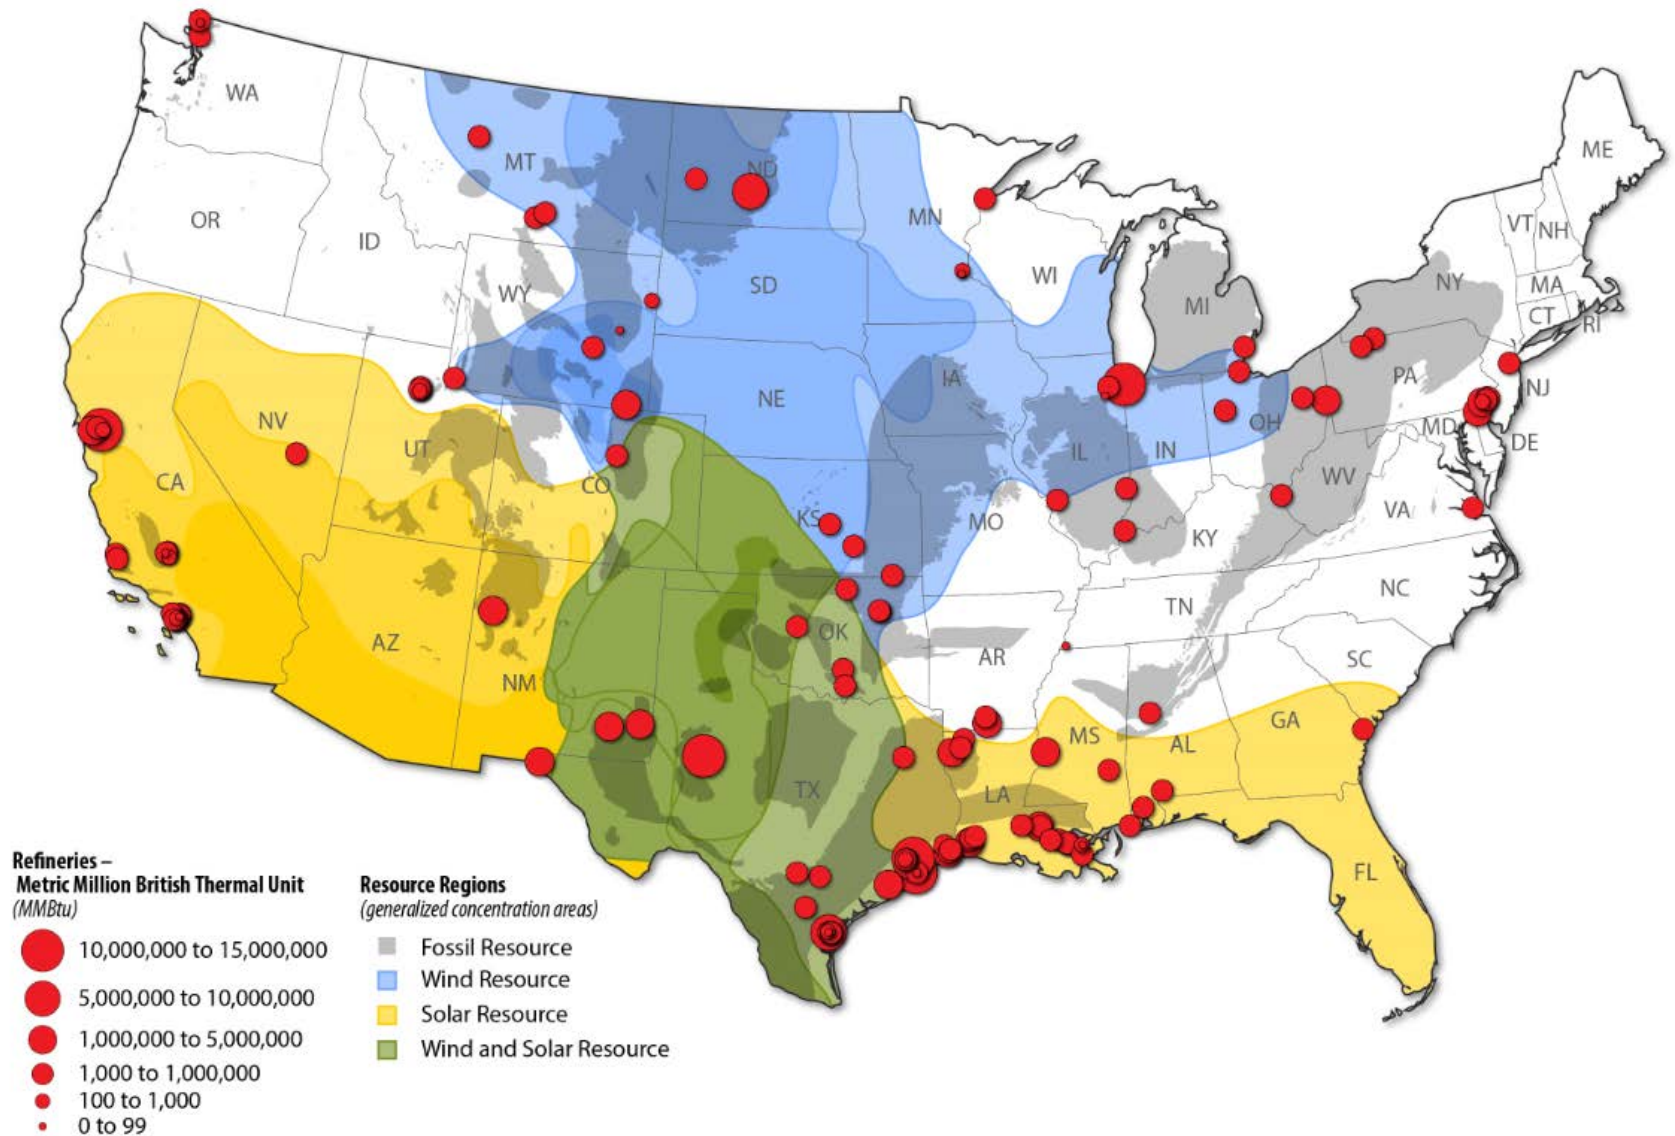 WA
MT
ND
ME
OR
ID
MN
VT
NH
WI
NY
MA
WY
SD
MI
CT
RI
IA
PA
NJ
NE
NV
OH
MD
UT
IL
IN
DE
CA
CO
WV
KS
MO
VA
KY
NC
TN
AZ
OK
AR
SC
NM
GA
MS
AL
TX
LA
FL
Refineries –
Metric Million British Thermal Unit
(MMBtu)
10,000,000 to 15,000,000
5,000,000 to 10,000,000
1,000,000 to 5,000,000
1,000 to 1,000,000
100 to 1,000
0 to 99
Resource Regions
(generalized concentration areas)
Fossil Resource
Wind Resource
Solar Resource
Wind and Solar Resource